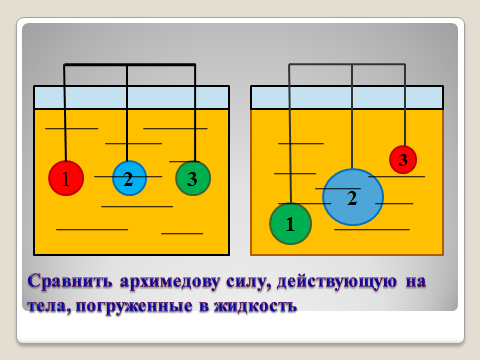 1 2 3
3
2
1
Сравнить архимедову силу, действующую на
тела, погруженные в жидкость